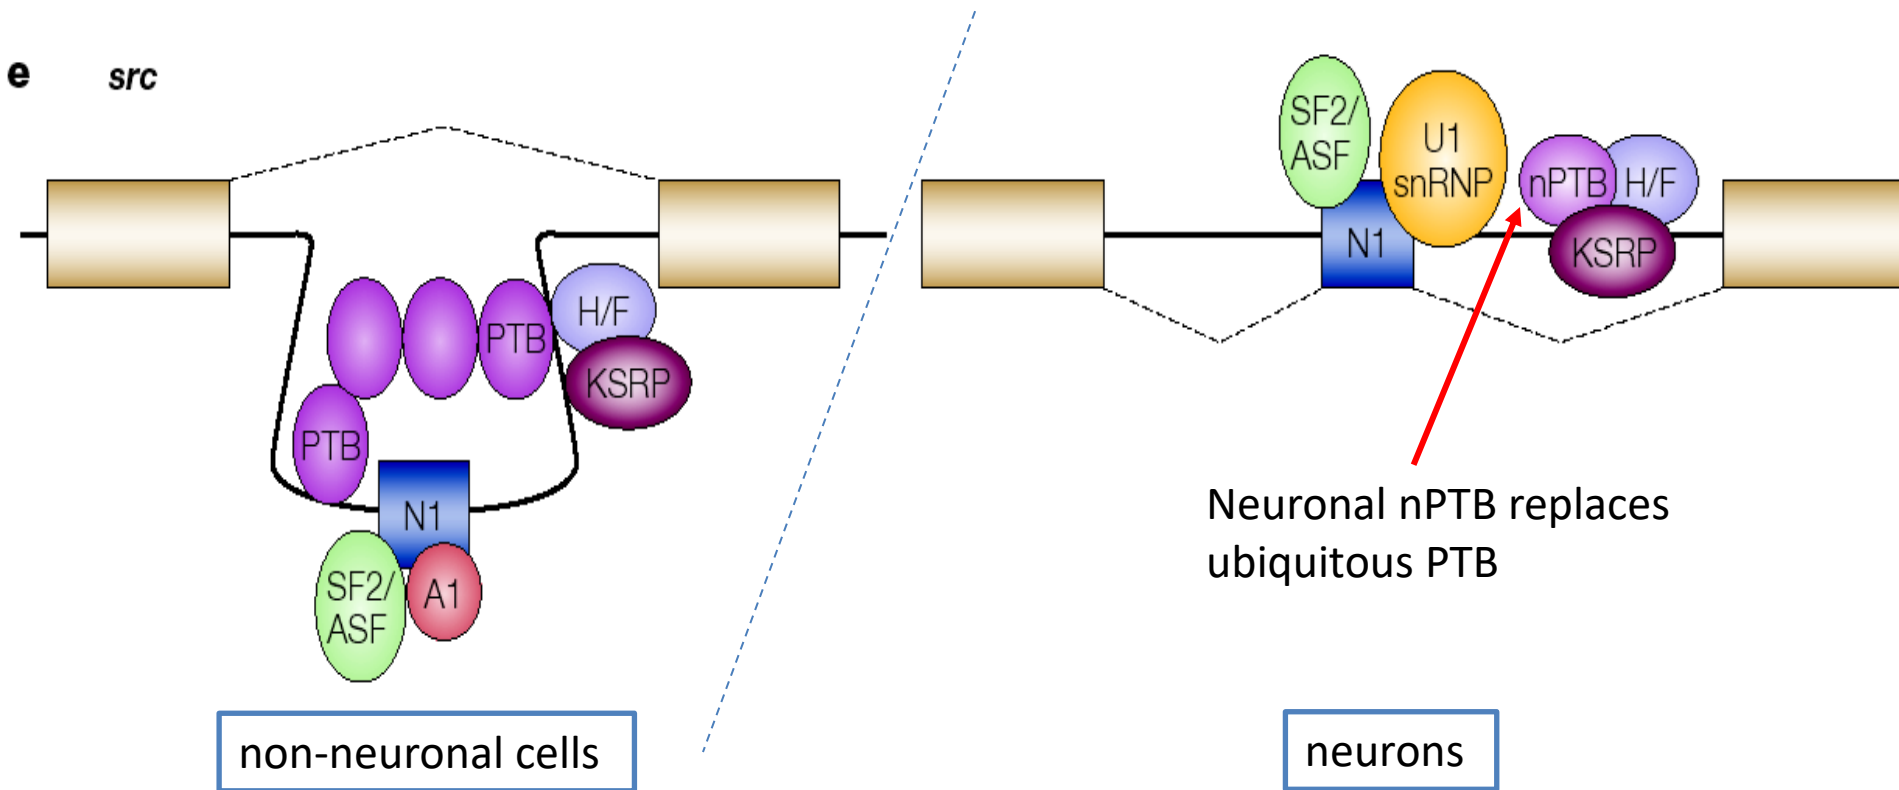 e src
PTB
H/F
KSRP
PTB
N1
SF2/
ASF
A1
non-neuronal cells
SF2/
ASF
U1
snRNP
nPTB
H/F
N1
KSRP
Neuronal nPTB replaces
ubiquitous PTB
neurons